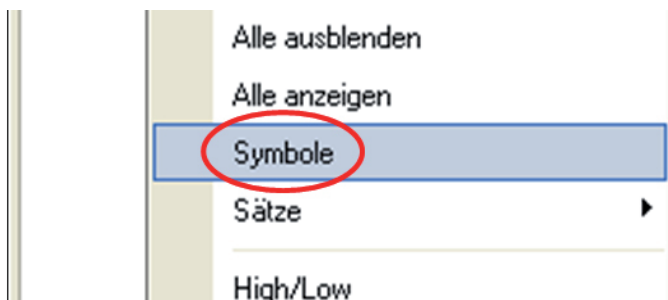 Alle ausblenden
Alle anzeigen
Symbole
Sätze
High/Low